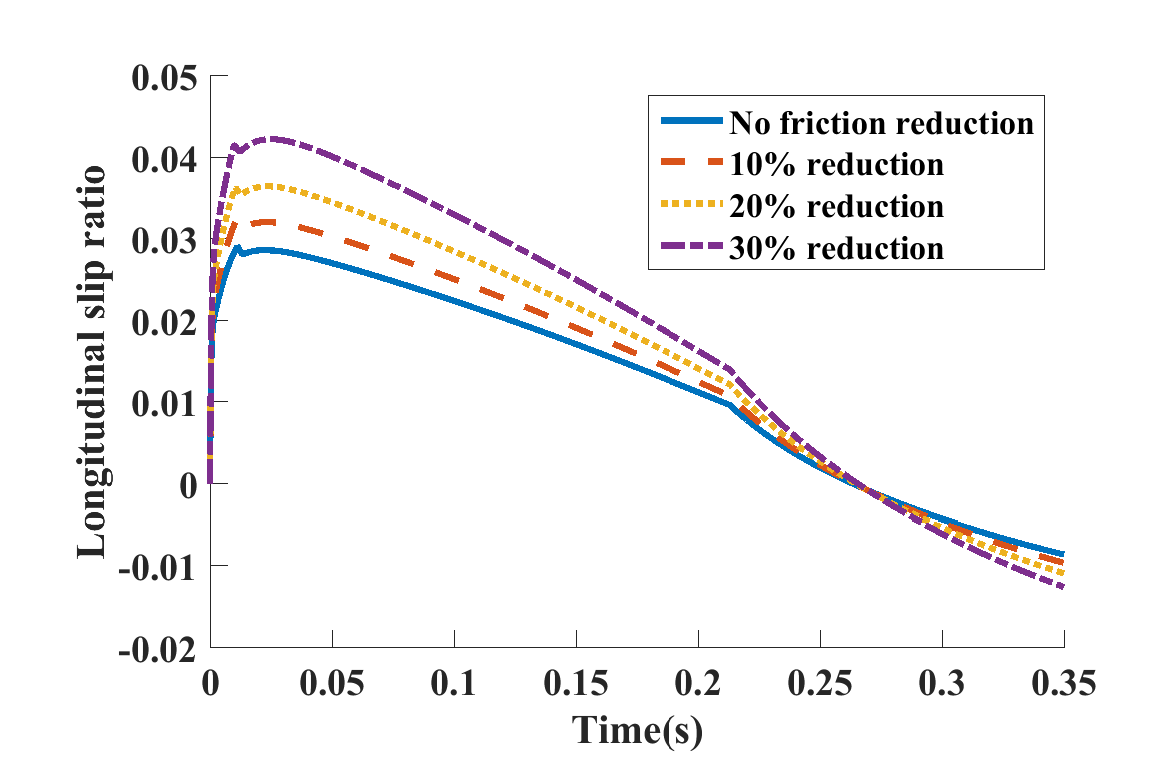 0.05
0.04
0.03
0.02
0.01
0
-0.01
-0.02
Longitudinal slip ratio
No friction reduction
10% reduction
20% reduction
30% reduction
0 0.05 0.1 0.15 0.2 0.25 0.3 0.35
Time(s)